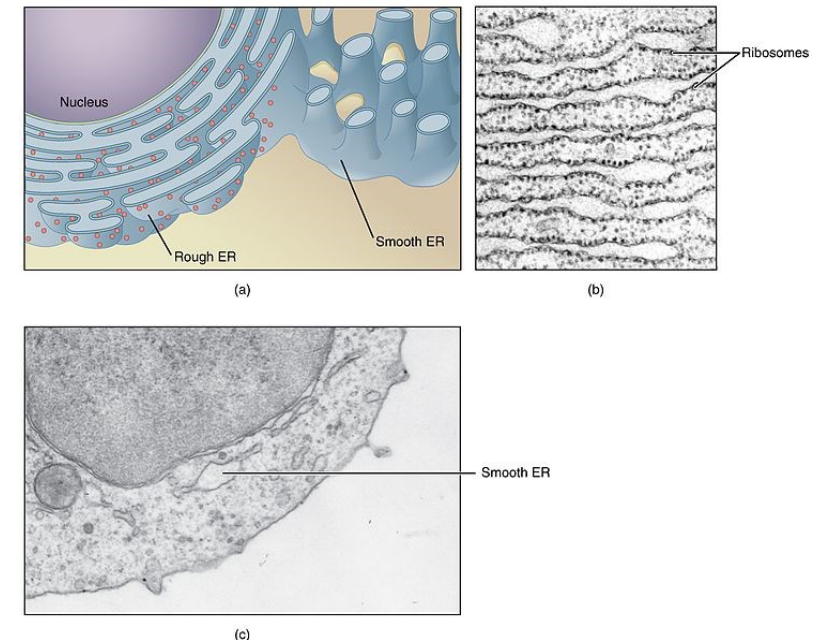 Nucleus
Rough ER
Smooth ER
(a)
Ribosomes
(b)
Smooth ER
(c)